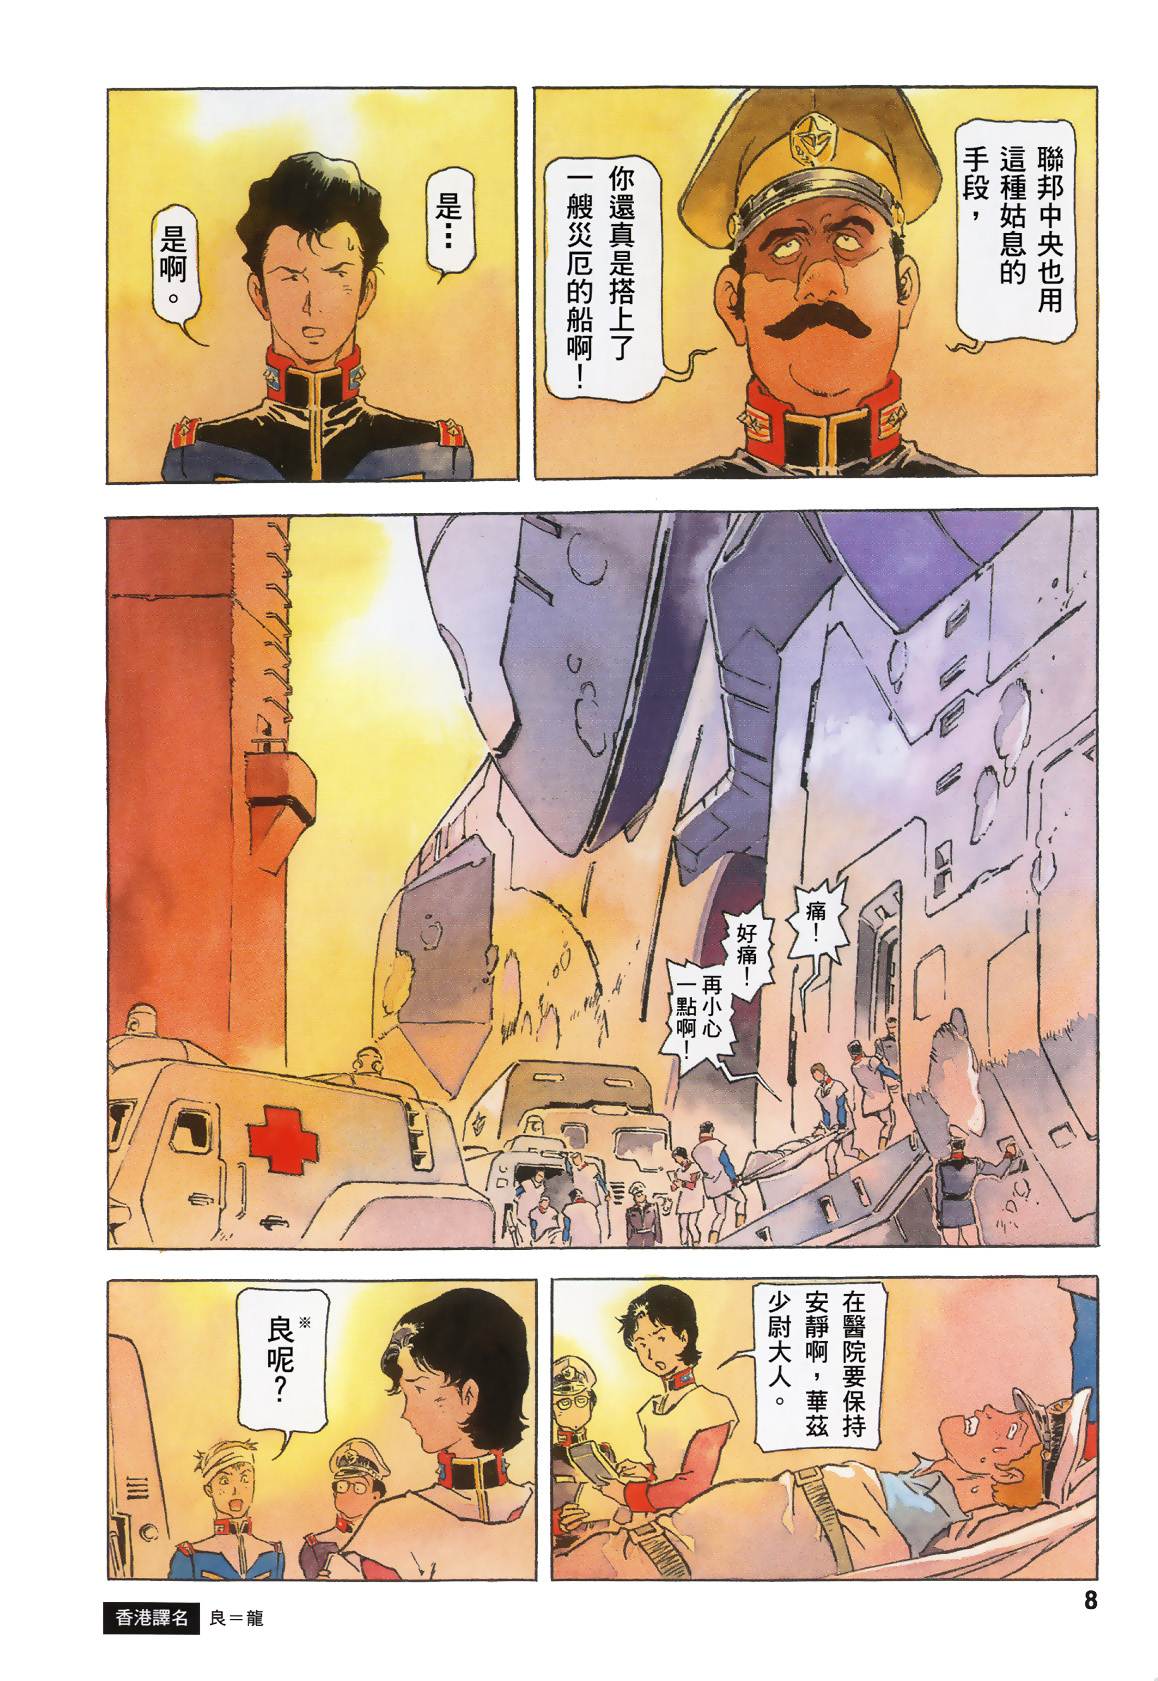 聯邦中央也用
這種姑息的
手段，
你還真是搭上了
一艘災厄的船啊！
是…
是啊。
痛！
好痛！
再小心
一點啊！
在醫院要保持
安靜啊，華茲
少尉大人。
※
良呢？
香港譯名 良＝龍
8